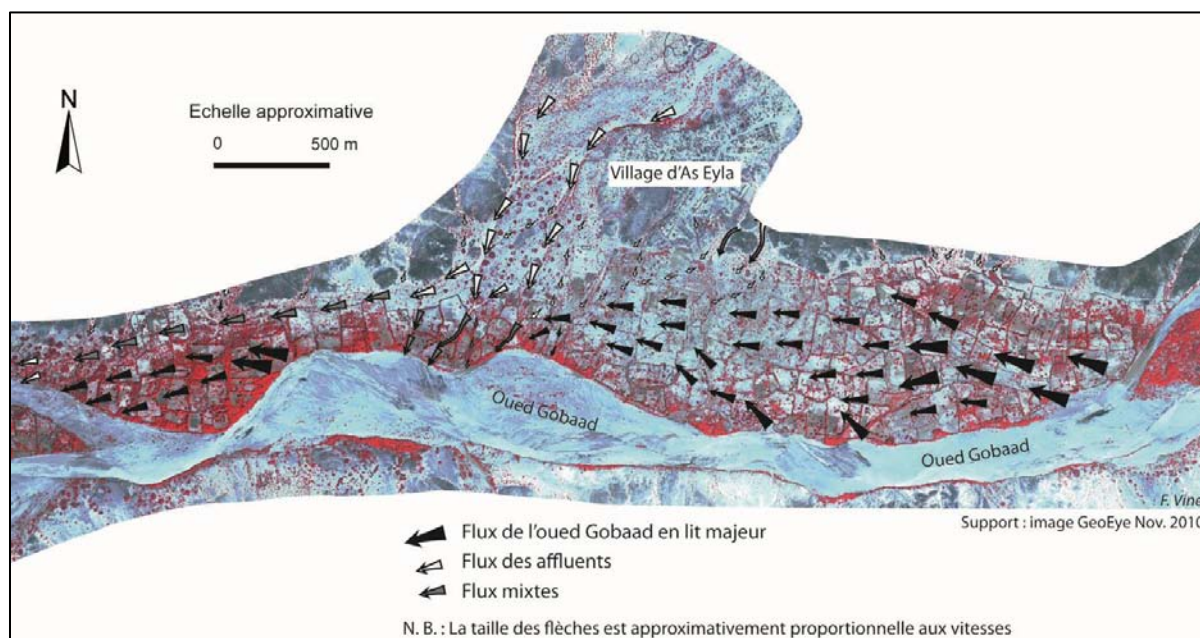 N
Echelle approximative
0 500 m
Village d'As Eyla
Oued Gobaad
Oued Gobaad
F. Vine
Support : image GeoEye Nov. 2010
Flux de l'oued Gobaad en lit majeur
Flux des affluents
Flux mixtes
N. B. : La taille des flèches est approximativement proportionnelle aux vitesses